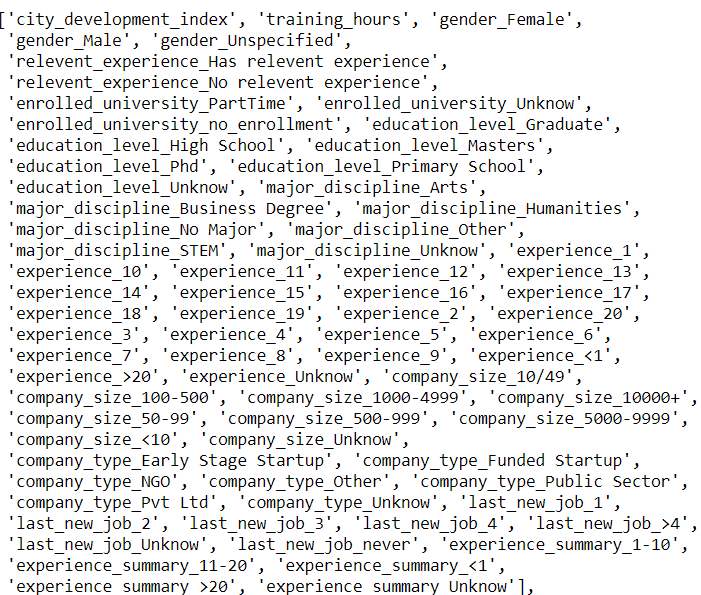 ['city_development_index', 'training_hours', 'gender_Female',
'gender_Male', 'gender_Unspecified',
'relevent_experience_Has relevent experience',
'relevent_experience_No relevent experience',
'enrolled_university_PartTime', 'enrolled_university_Unknow',
'enrolled_university_no_enrollment', 'education_level_Graduate',
'education_level_High School', 'education_level_Masters',
'education_level_Phd', 'education_level_Primary School',
'education_level_Unknow', 'major_discipline_Arts',
'major_discipline_Business Degree', 'major_discipline_Humanities',
'major_discipline_No Major', 'major_discipline_Other',
'major_discipline_STEM', 'major_discipline_Unknow', 'experience_1',
'experience_10', 'experience_11', 'experience_12', 'experience_13',
'experience_14', 'experience_15', 'experience_16', 'experience_17',
'experience_18', 'experience_19', 'experience_2', 'experience_20',
'experience_3', 'experience_4', 'experience_5', 'experience_6',
'experience_7', 'experience_8', 'experience_9', 'experience_<1',
'experience_>20', 'experience_Unknow', 'company_size_10/49',
'company_size_100-500', 'company_size_1000-4999', 'company_size_10000+',
'company_size_50-99', 'company_size_500-999', 'company_size_5000-9999',
'company_size_<10', 'company_size_Unknow',
'company_type_Early Stage Startup', 'company_type_Funded Startup',
'company_type_NGO', 'company_type_Other', 'company_type_Public Sector',
'company_type_Pvt Ltd', 'company_type_Unknow', 'last_new_job_1',
'last_new_job_2', 'last_new_job_3', 'last_new_job_4', 'last_new_job_>4',
'last_new_job_Unknow', 'last_new_job_never', 'experience_summary_1-10',
'experience_summary_11-20', 'experience_summary_<1',
'experience_summary_>20', 'experience_summary_Unknow'],